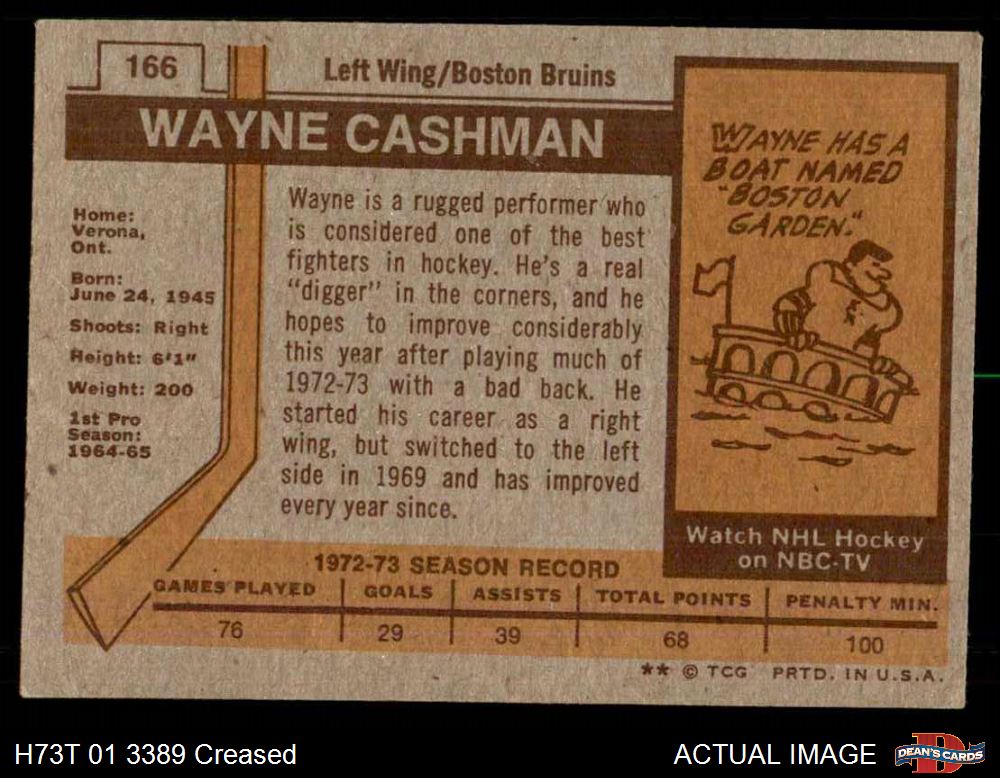 166
Left Wing/Boston Bruins
WAYNE CASHMAN
Home:
Verona,
Ont.
Born:
June 24, 1945
Shoots: Right
Height: 6'1"
Weight: 200
1st Pro
Season:
1964-65
Wayne is a rugged performer who
is considered one of the best
fighters in hockey. He's a real
"digger" in the corners, and he
hopes to improve considerably
this year after playing much of
1972-73 with a bad back. He
started his career as a right
wing, but switched to the left
side in 1969 and has improved
every year since.
WAYNE HAS A
BOAT NAMED
"BOSTON
GARDEN."
Watch NHL Hockey
on NBC-TV
1972-73 SEASON RECORD
GAMES PLAYED GOALS ASSISTS TOTAL POINTS PENALTY MIN.
76 29 39 68 100
** © TCG PRTD. IN U.S.A.
H73T 01 3389 Creased
ACTUAL IMAGE
DEAN'S CARDS